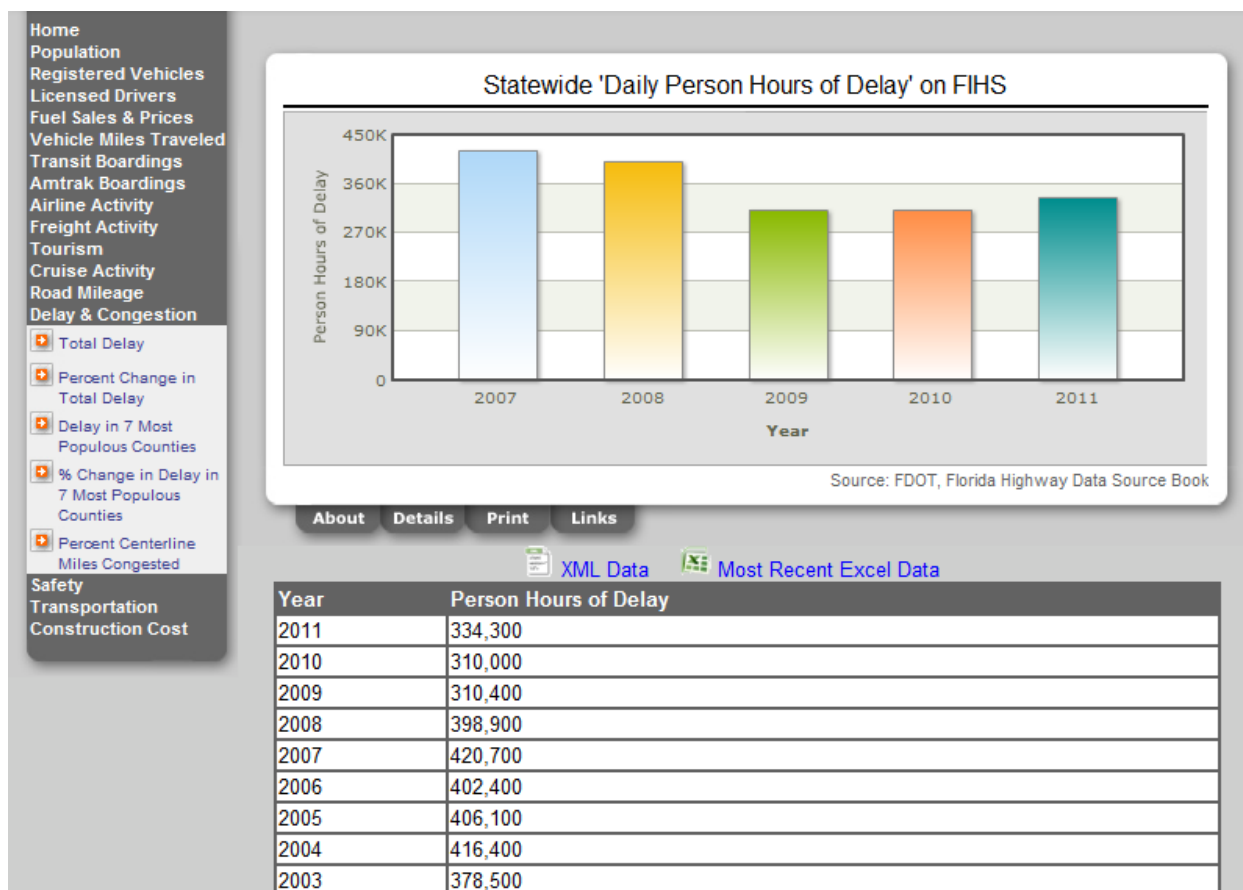 Home
Population
Registered Vehicles
Licensed Drivers
Fuel Sales & Prices
Vehicle Miles Traveled
Transit Boardings
Amtrak Boardings
Airline Activity
Freight Activity
Tourism
Cruise Activity
Road Mileage
Delay & Congestion
Total Delay
Percent Change in
Total Delay
Delay in 7 Most
Populous Counties
% Change in Delay in
7 Most Populous
Counties
Percent Centerline
Miles Congested
Safety
Transportation
Construction Cost
Statewide 'Daily Person Hours of Delay' on FIHS
Person Hours of Delay
450K
360K
270K
180K
90K
0
2007 2008 2009 2010 2011
Year
Source: FDOT, Florida Highway Data Source Book
About Details Print Links
XML Data Most Recent Excel Data
Year Person Hours of Delay
2011 334,300
2010 310,000
2009 310,400
2008 398,900
2007 420,700
2006 402,400
2005 406,100
2004 416,400
2003 378,500